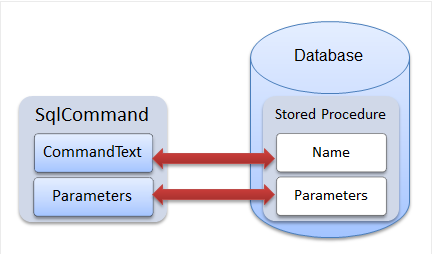 Database
SqlCommand
Stored Procedure
CommandText
Name
Parameters
Parameters